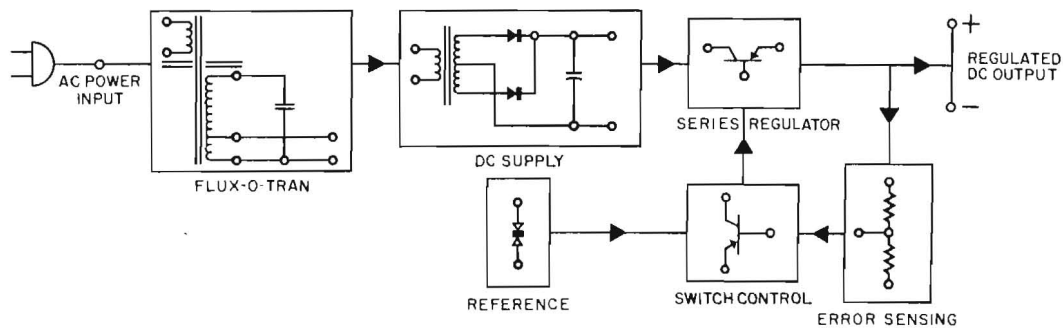 AC POWER
INPUT
FLUX-O-TRAN
DC SUPPLY
SERIES REGULATOR
+
REGULATED
DC OUTPUT
−
REFERENCE
SWITCH CONTROL
ERROR SENSING